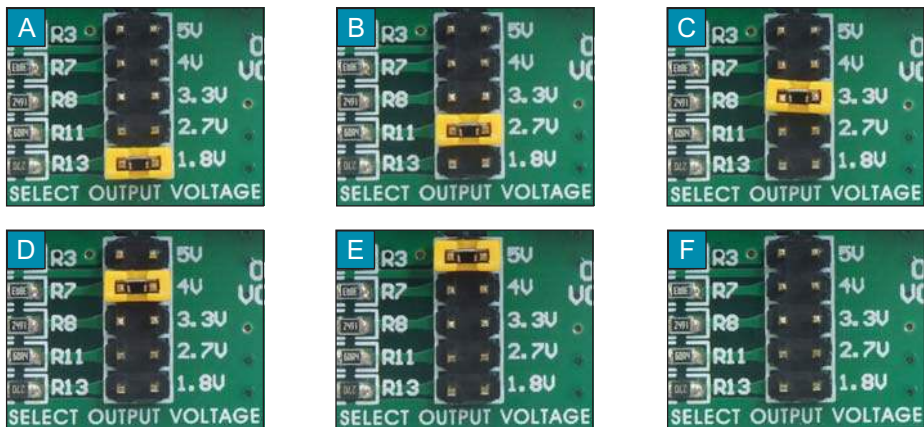 A
R3 5V
R7 4V
R8 3.3V
R11 2.7V
R13 1.8V
SELECT OUTPUT VOLTAGE
B
R3 5V
R7 4V
R8 3.3V
R11 2.7V
R13 1.8V
SELECT OUTPUT VOLTAGE
C
R3 5V
R7 4V
R8 3.3V
R11 2.7V
R13 1.8V
SELECT OUTPUT VOLTAGE
D
R3 5V
R7 4V
R8 3.3V
R11 2.7V
R13 1.8V
SELECT OUTPUT VOLTAGE
E
R3 5V
R7 4V
R8 3.3V
R11 2.7V
R13 1.8V
SELECT OUTPUT VOLTAGE
F
R3 5V
R7 4V
R8 3.3V
R11 2.7V
R13 1.8V
SELECT OUTPUT VOLTAGE